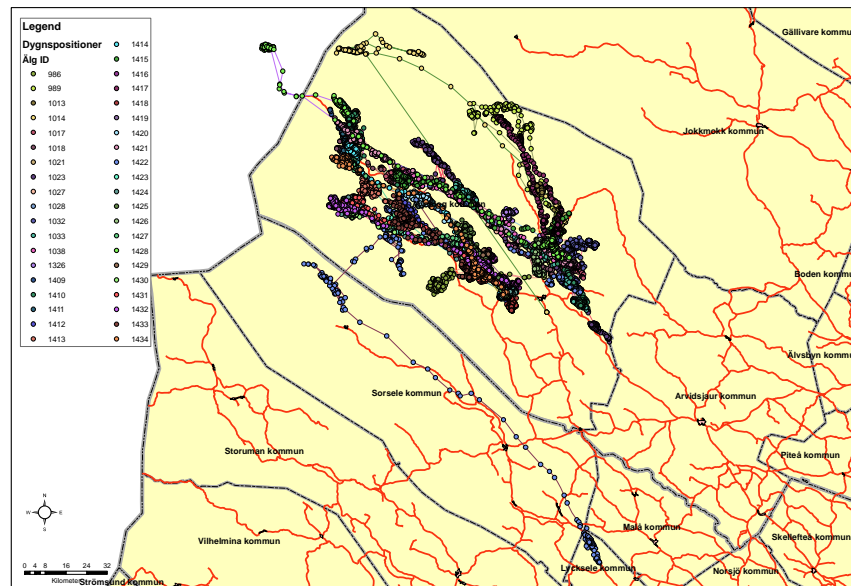 Legend
Dygnspositioner
Älg ID
986
989
1013
1014
1017
1018
1021
1023
1027
1028
1032
1033
1038
1326
1409
1410
1411
1412
1413
1414
1415
1416
1417
1418
1419
1420
1421
1422
1423
1424
1425
1426
1427
1428
1429
1430
1431
1432
1433
1434
Gällivare kommun
Jokkmekk kommun
kommun
Boden kommun
Älvsbyn kommun
Arvidsjaur kommun
Sorsele kommun
Storuman kommun
Piteå kommun
Skellefteå kommun
Malå kommun
Vilhelmina kommun
Lycksele kommun
Norsjö kommun
Strömsund kommun
N
W
E
S
0 4 8 16 24 32
Kilometer